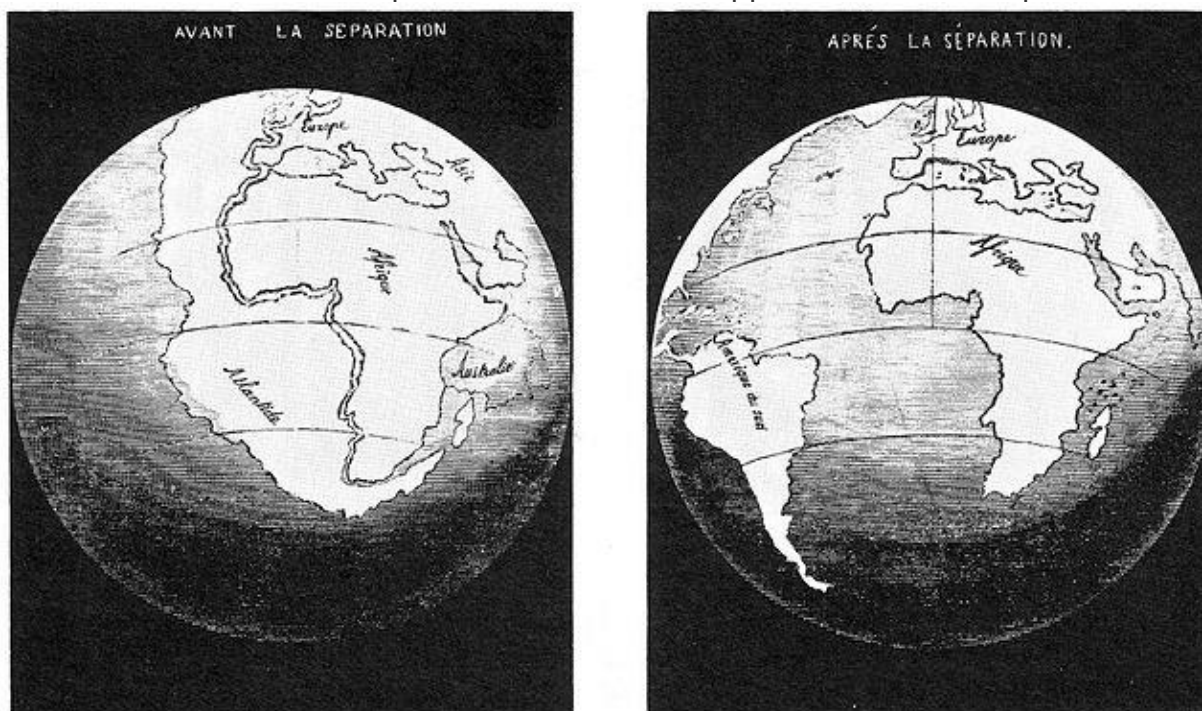 AVANT LA SEPARATION
Europe
Asie
Afrique
Atlantide
Australie
APRÉS LA SÉPARATION.
Europe
Afrique
Amérique du sud